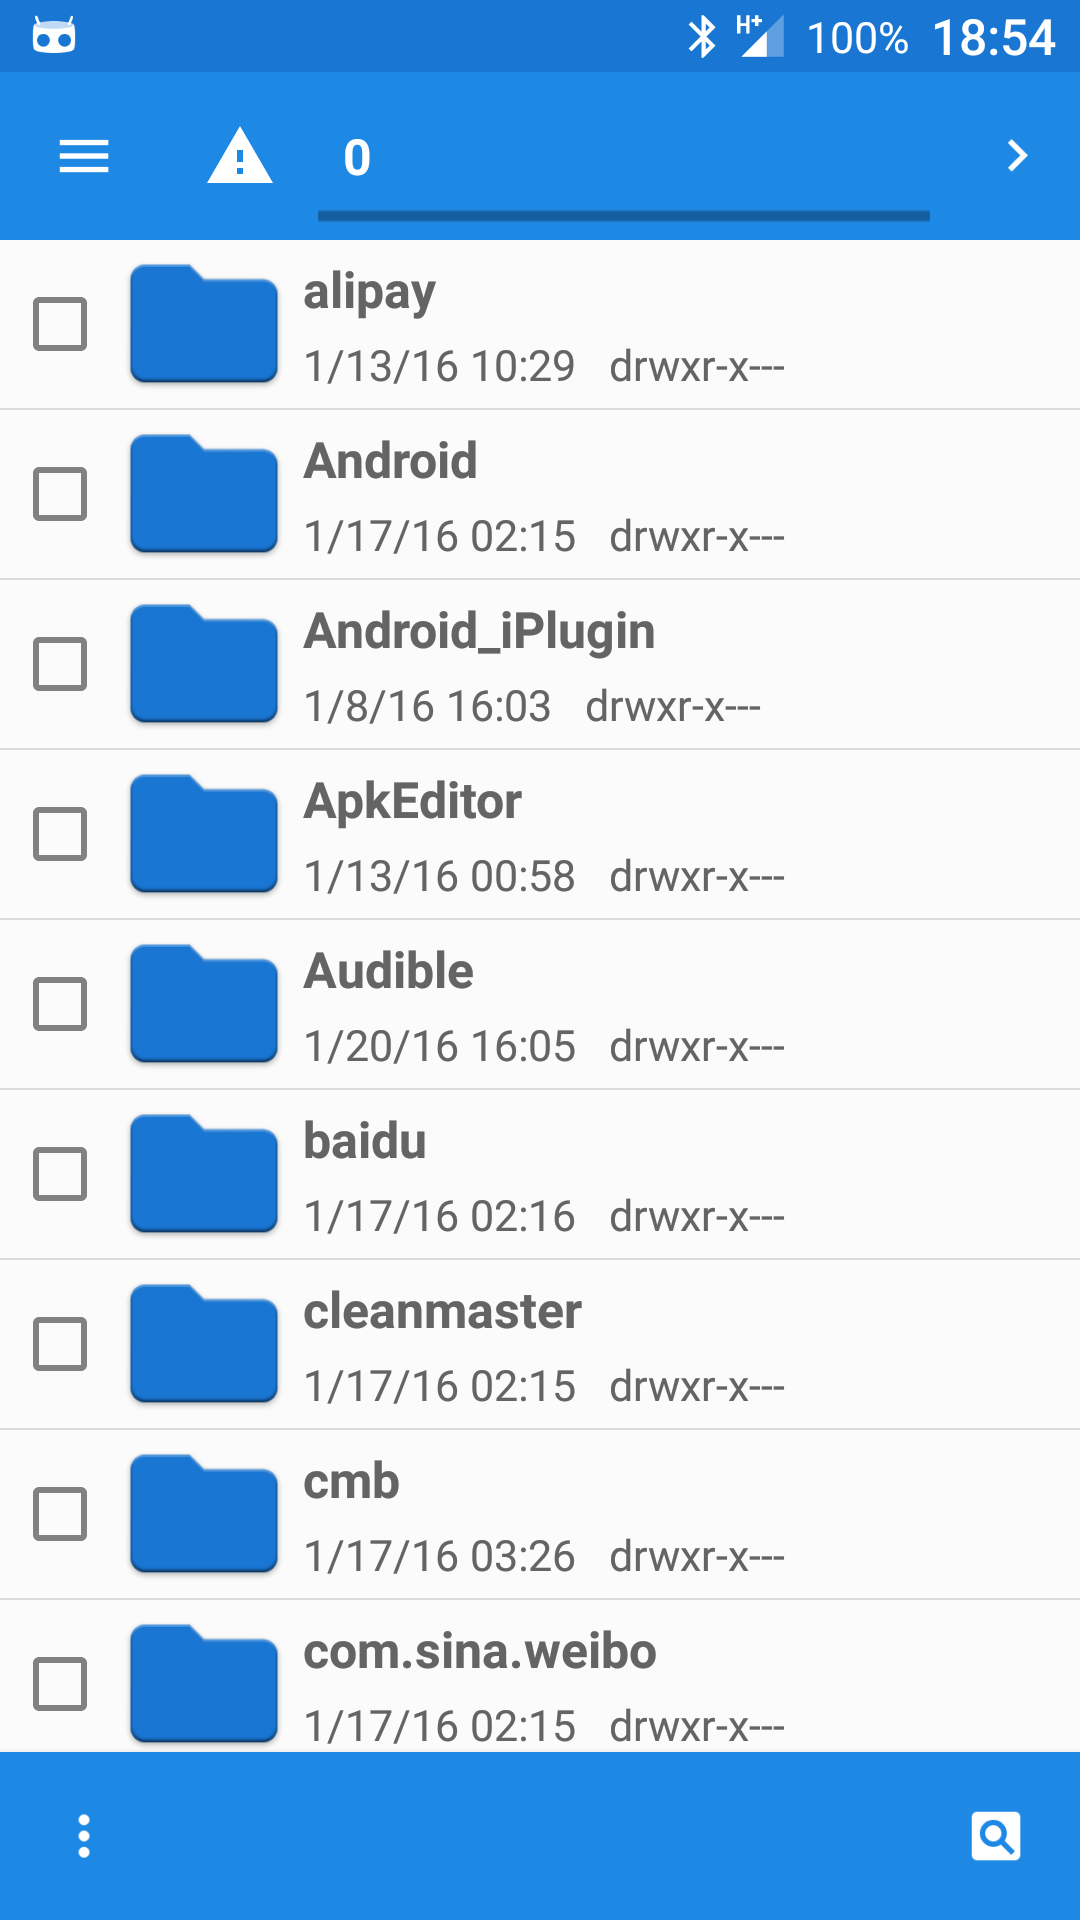 H+ 100% 18:54
0
alipay
1/13/16 10:29 drwxr-x---
Android
1/17/16 02:15 drwxr-x---
Android_iPlugin
1/8/16 16:03 drwxr-x---
ApkEditor
1/13/16 00:58 drwxr-x---
Audible
1/20/16 16:05 drwxr-x---
baidu
1/17/16 02:16 drwxr-x---
cleanmaster
1/17/16 02:15 drwxr-x---
cmb
1/17/16 03:26 drwxr-x---
com.sina.weibo
1/17/16 02:15 drwxr-x---